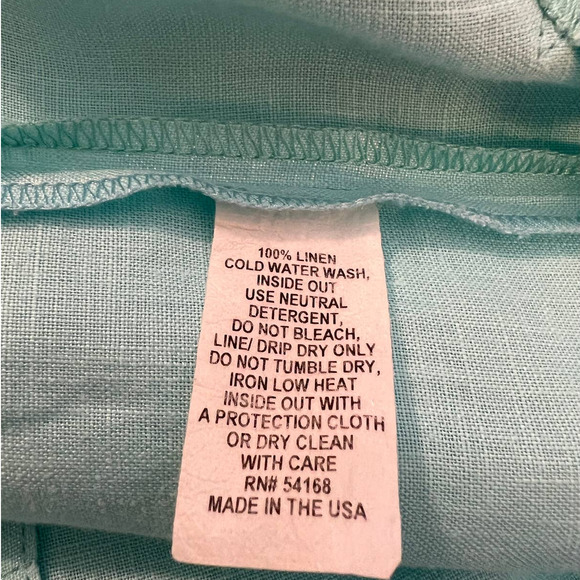 100% LINEN
COLD WATER WASH,
INSIDE OUT
USE NEUTRAL
DETERGENT,
DO NOT BLEACH,
LINE/ DRIP DRY ONLY
DO NOT TUMBLE DRY,
IRON LOW HEAT
INSIDE OUT WITH
A PROTECTION CLOTH
OR DRY CLEAN
WITH CARE
RN# 54168
MADE IN THE USA